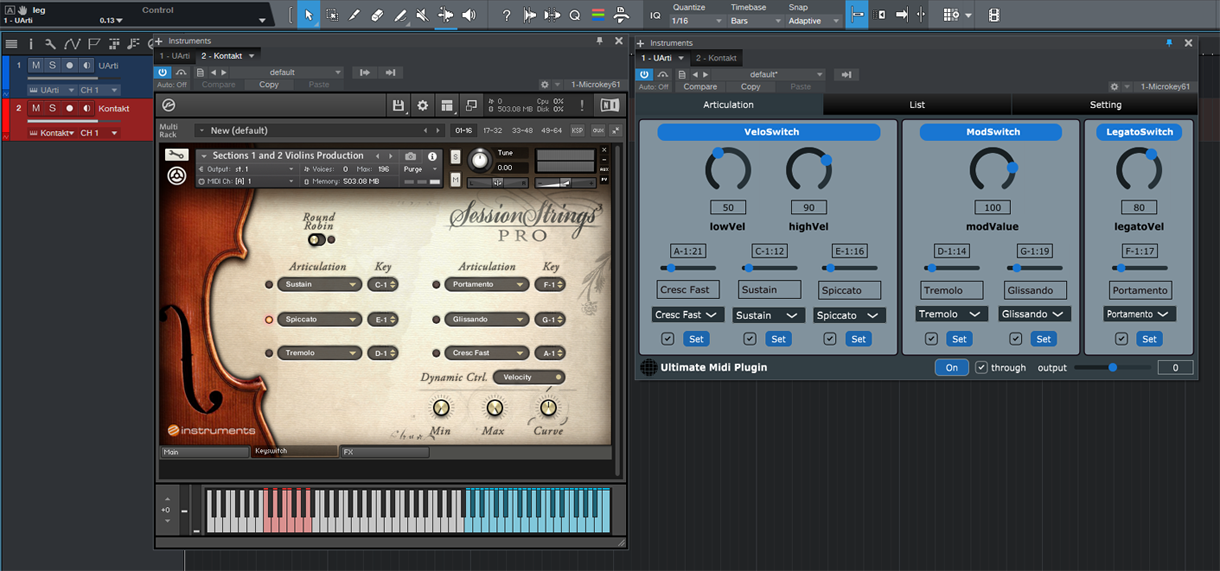 leg
Control
1 - UArti
0.13
?
IQ
Quantize
1/16
Timebase
Bars
Snap
Adaptive
1
M
S
UArti
UArti
CH 1
2
M
S
Kontakt
Kontakt
CH 1
Instruments
1 - UArti
2 - Kontakt
default
Auto: Off
Compare
Copy
Paste
1-Microkey61
0
503.08 MB
Cpu 0%
Disk 0%
!
Multi
Rack
New (default)
01-16
17-32
33-48
49-64
KSP
Sections 1 and 2 Violins Production
Output: st.1
Voices: 0
Max: 196
Purge
MIDI Ch: [A] 1
Memory: 503.08 MB
S
M
Tune
0.00
Session Strings
PRO
Round
Robin
Articulation
Key
Articulation
Key
Sustain
C-1
Portamento
F-1
Spiccato
E-1
Glissando
G-1
Tremolo
D-1
Cresc Fast
A-1
Dynamic Ctrl.
Velocity
Min
Max
Curve
instruments
Main
Keyswitch
FX
+0
Instruments
1 - UArti
2 - Kontakt
default*
Auto: Off
Compare
Copy
Paste
1-Microkey61
Articulation
List
Setting
VeloSwitch
ModSwitch
LegatoSwitch
50
90
100
80
lowVel
highVel
modValue
legatoVel
A-1:21
C-1:12
E-1:16
D-1:14
G-1:19
F-1:17
Cresc Fast
Sustain
Spiccato
Tremolo
Glissando
Portamento
Cresc Fast
Sustain
Spiccato
Tremolo
Glissando
Portamento
Set
Set
Set
Set
Set
Set
Ultimate Midi Plugin
On
through
output
0